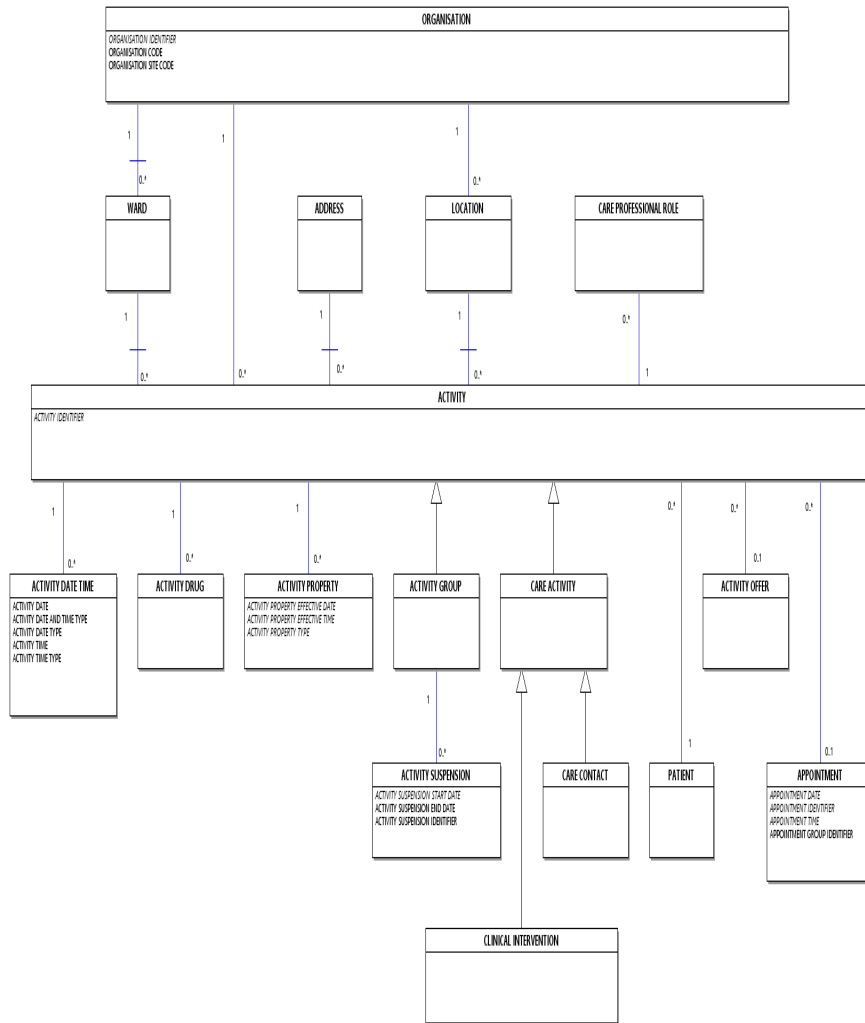 ORGANISATION
ORGANISATION IDENTIFIER
ORGANISATION CODE
ORGANISATION SITE CODE
1
1
1
0..*
0..*
WARD
ADDRESS
LOCATION
CARE PROFESSIONAL ROLE
1
1
1
0..*
0..*
0..*
0..*
0..*
1
ACTIVITY
ACTIVITY IDENTIFIER
1
1
1
0..*
0..*
0..*
0..*
0..*
0..*
0..1
ACTIVITY DATE TIME
ACTIVITY DRUG
ACTIVITY PROPERTY
ACTIVITY GROUP
CARE ACTIVITY
ACTIVITY OFFER
ACTIVITY DATE
ACTIVITY DATE AND TIME TYPE
ACTIVITY DATE TYPE
ACTIVITY TIME
ACTIVITY TIME TYPE
ACTIVITY PROPERTY EFFECTIVE DATE
ACTIVITY PROPERTY EFFECTIVE TIME
ACTIVITY PROPERTY TYPE
1
0..*
1
0..1
ACTIVITY SUSPENSION
CARE CONTACT
PATIENT
APPOINTMENT
ACTIVITY SUSPENSION START DATE
ACTIVITY SUSPENSION END DATE
ACTIVITY SUSPENSION IDENTIFIER
APPOINTMENT DATE
APPOINTMENT IDENTIFIER
APPOINTMENT TIME
APPOINTMENT GROUP IDENTIFIER
CLINICAL INTERVENTION